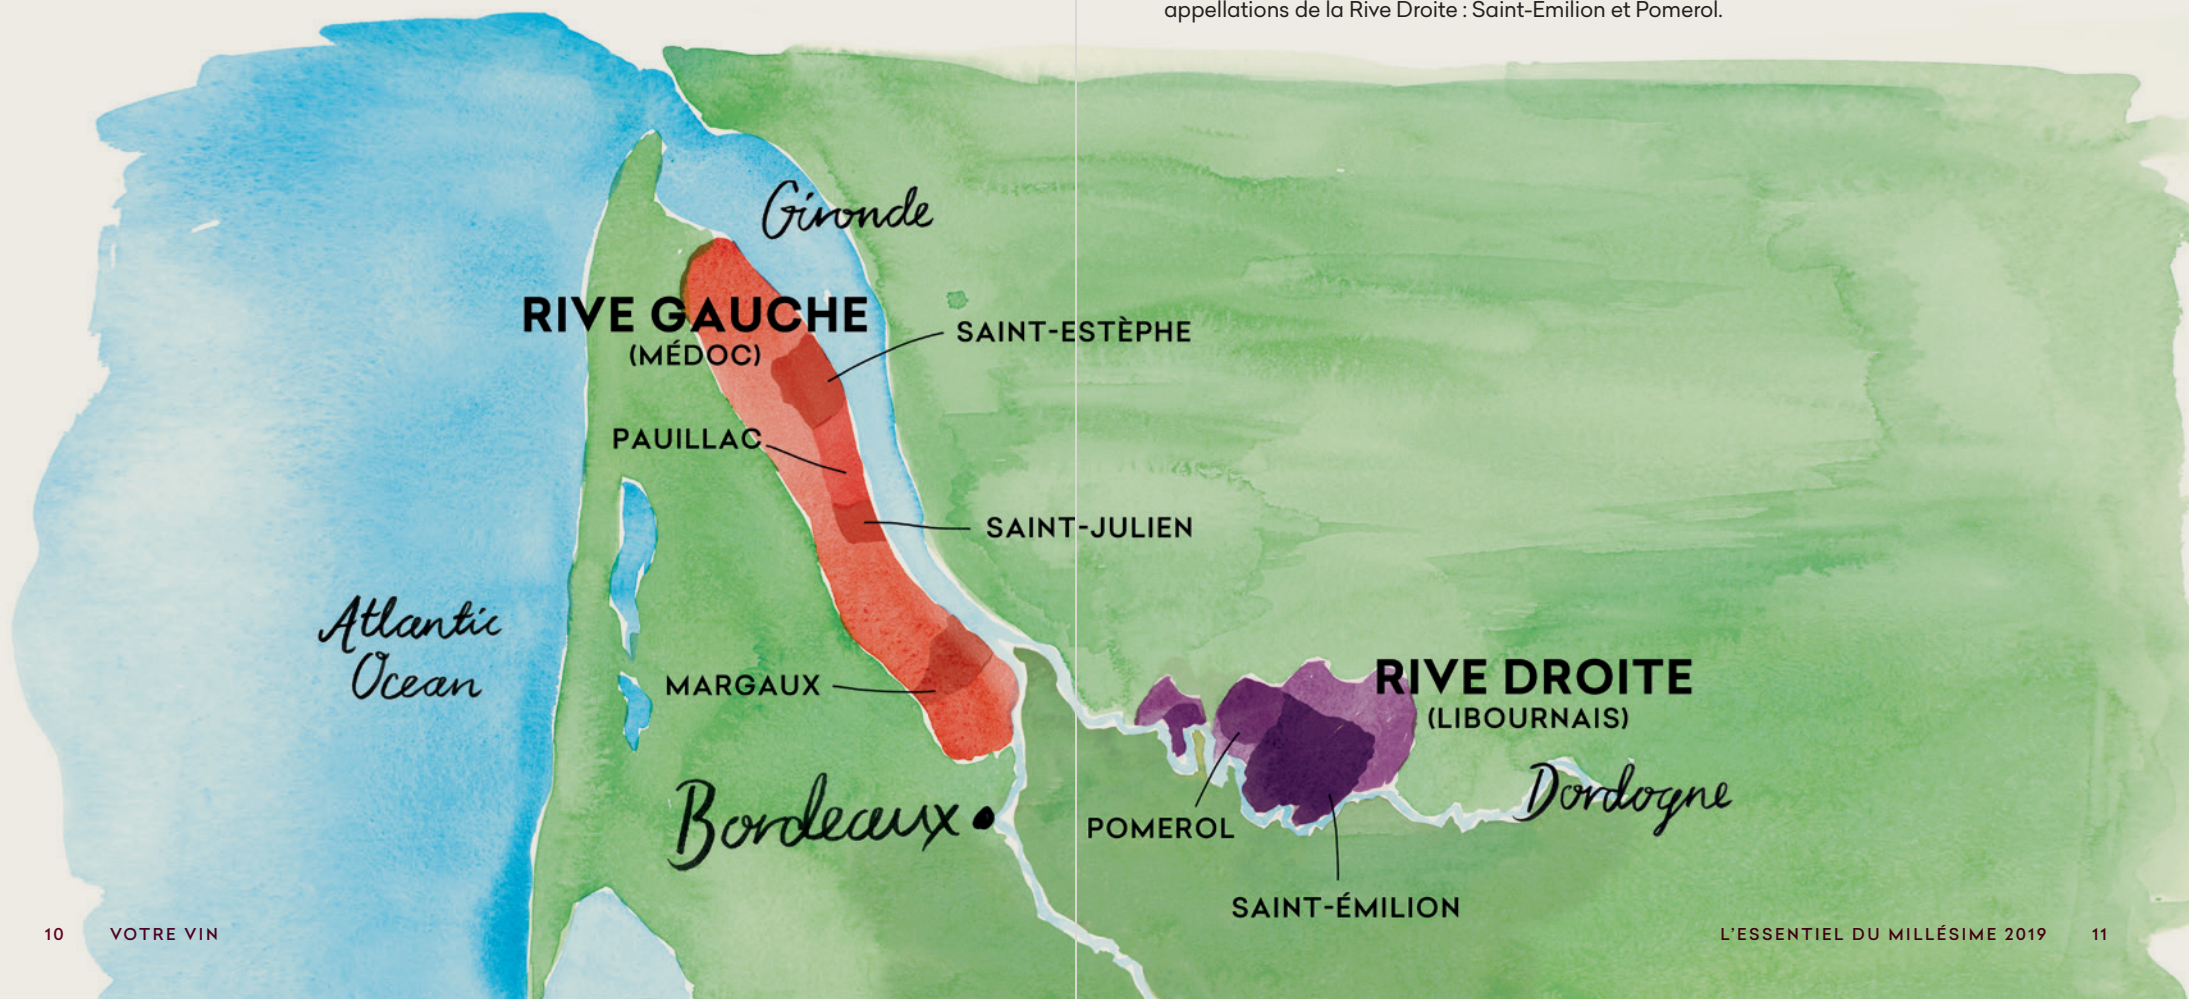 appellations de la Rive Droite : Saint-Emilion et Pomerol.
Gironde
RIVE GAUCHE
(MÉDOC)
SAINT-ESTÈPHE
PAUILLAC
SAINT-JULIEN
Atlantic
Ocean
MARGAUX
RIVE DROITE
(LIBOURNAIS)
Bordeaux
POMEROL
Dordogne
SAINT-ÉMILION
10 VOTRE VIN
L'ESSENTIEL DU MILLÉSIME 2019 11